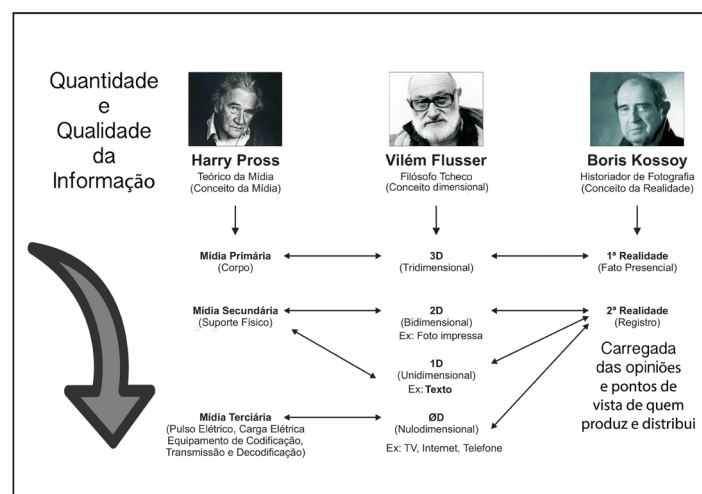 Quantidade
e
Qualidade
da
Informação
Harry Pross
Teórico da Mídia
(Conceito da Mídia)
Vilém Flusser
Filósofo Tcheco
(Conceito dimensional)
Boris Kossoy
Historiador de Fotografia
(Conceito da Realidade)
Mídia Primária
(Corpo)
3D
(Tridimensional)
1ª Realidade
(Fato Presencial)
Mídia Secundária
(Suporte Físico)
2D
(Bidimensional)
Ex: Foto impressa
2ª Realidade
(Registro)
1D
(Unidimensional)
Ex: Texto
Carregada
das opiniões
e pontos de
vista de quem
produz e distribui
Mídia Terciária
(Pulso Elétrico, Carga Elétrica
Equipamento de Codificação,
Transmissão e Decodificação)
ØD
(Nulodimensional)
Ex: TV, Internet, Telefone